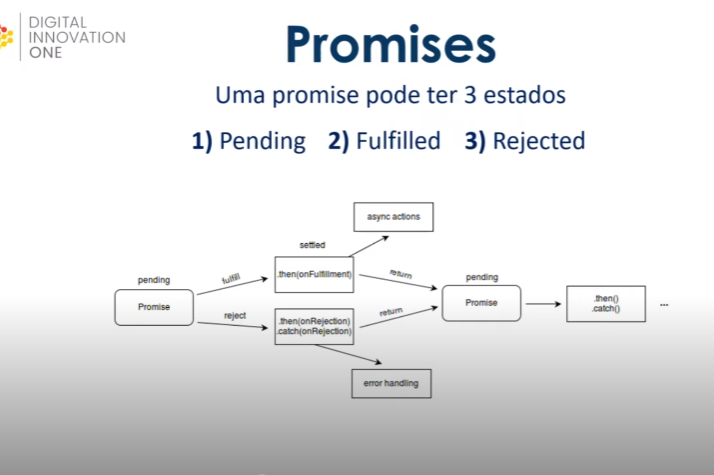 DIGITAL
INNOVATION
ONE
Promises
Uma promise pode ter 3 estados
1) Pending 2) Fulfilled 3) Rejected
async actions
settled
pending
fulfill
.then(onFulfillment)
return
pending
Promise
Promise
.then()
.catch()
...
reject
.then(onRejection)
.catch(onRejection)
return
error handling